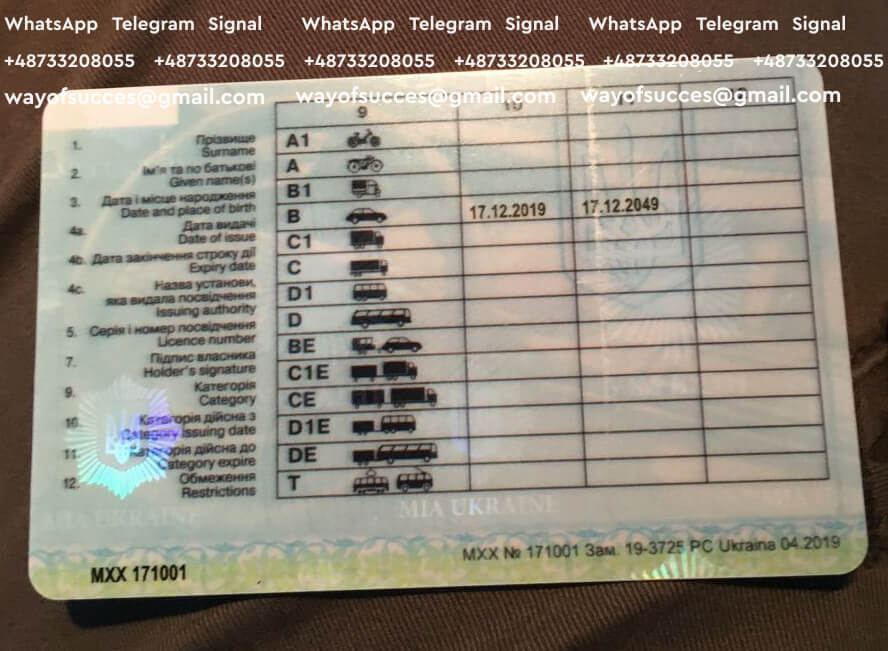 WhatsApp Telegram Signal WhatsApp Telegram Signal WhatsApp Telegram Signal
+48733208055 +48733208055 +48733208055 +48733208055 +48733208055 +48733208055
wayofsucces@gmail.com wayofsucces@gmail.com wayofsucces@gmail.com
9 10
1. Прізвище
Surname
2. Ім'я та по батькові
Given name(s)
3. Дата і місце народження
Date and place of birth
4a. Дата видачі
Date of issue
4b. Дата закінчення строку дії
Expiry date
4c. Назва установи,
яка видала посвідчення
Issuing authority
5. Серія і номер посвідчення
Licence number
7. Підпис власника
Holder's signature
9. Категорія
Category
10. Категорія дійсна з
Category issuing date
11. Категорія дійсна до
Category expire
12. Обмеження
Restrictions
A1
A
B1
B 17.12.2019 17.12.2049
C1
C
D1
D
BE
C1E
CE
D1E
DE
T
MIA UKRAINE MIA UKRAINE
MXX № 171001 Зам. 19-3725 PC Ukraina 04.2019
MXX 171001